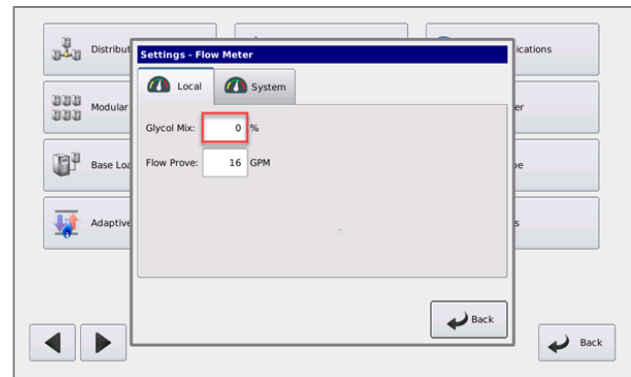 Distribut
ications
Settings - Flow Meter
Local
System
Modular
er
Glycol Mix:
0 %
Flow Prove:
16 GPM
Base Loa
pe
Adaptive
s
Back
Back